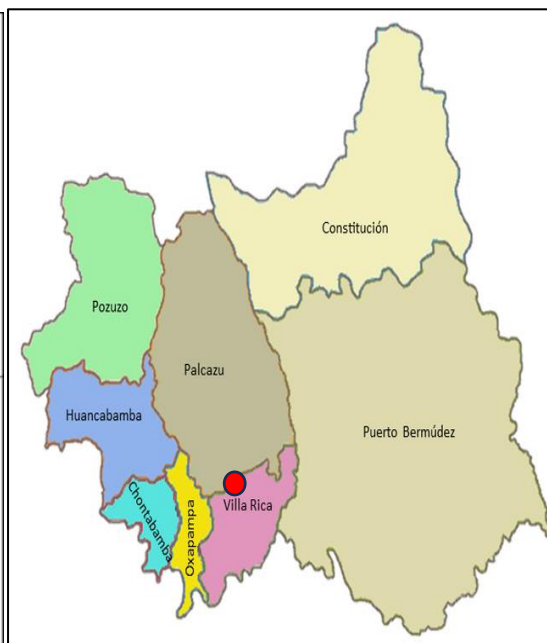 Constitución
Pozuzo
Palcazu
Huancabamba
Puerto Bermúdez
Villa Rica
Chontabamba
Oxapampa